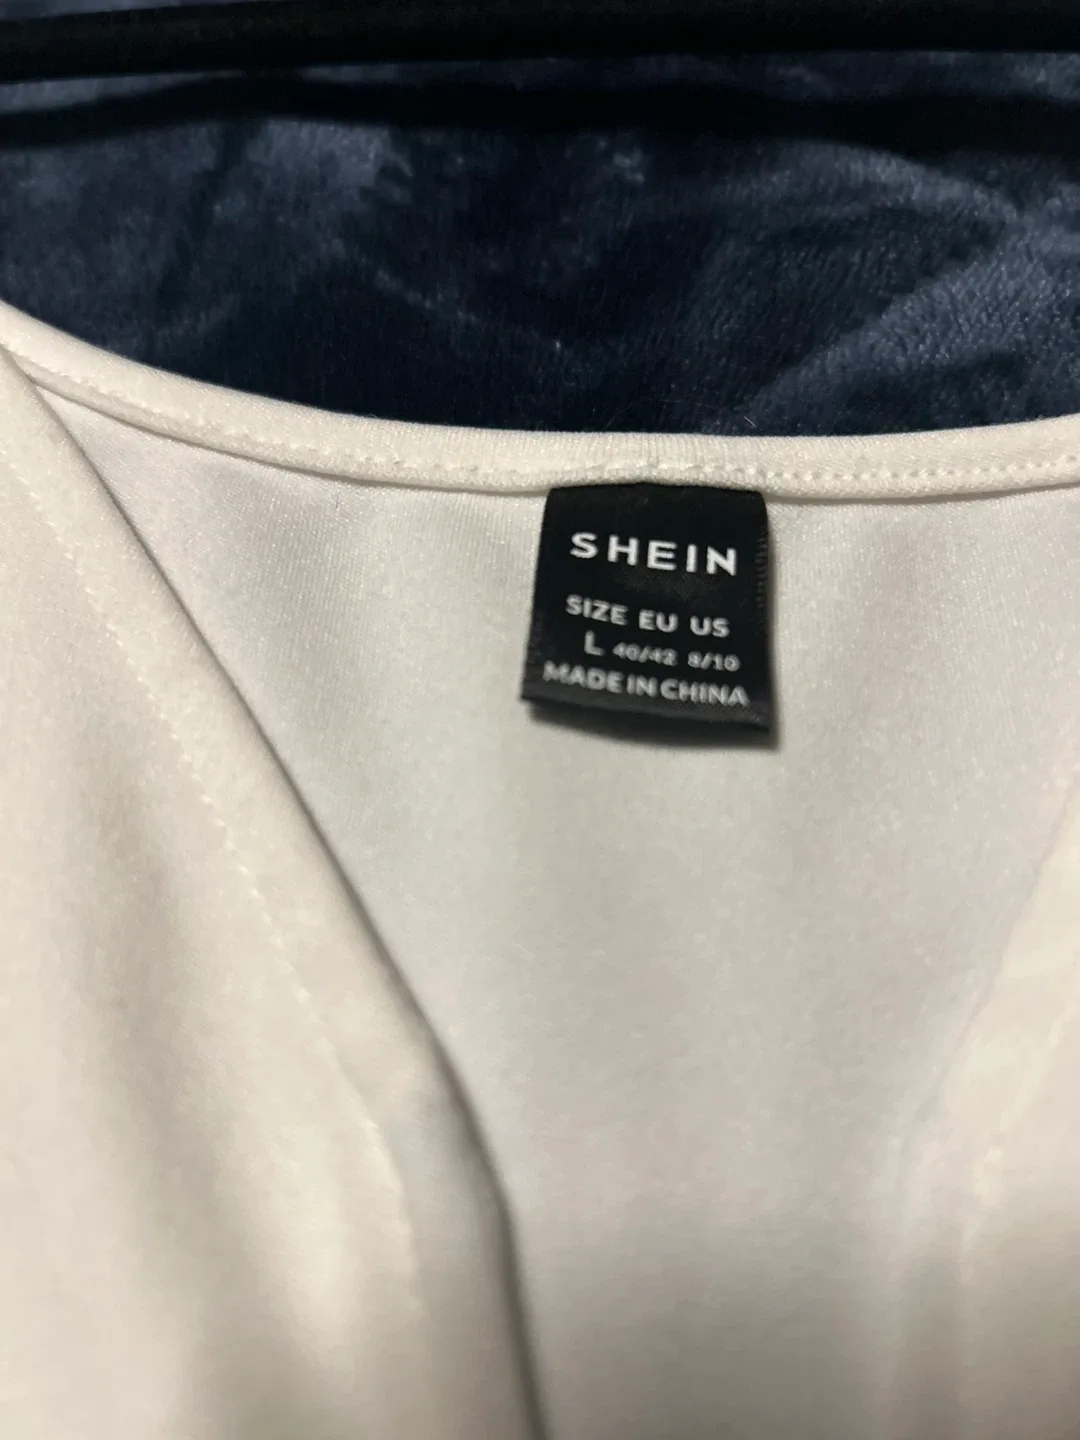 SHEIN
SIZE EU US
L 40/42 8/10
MADE IN CHINA